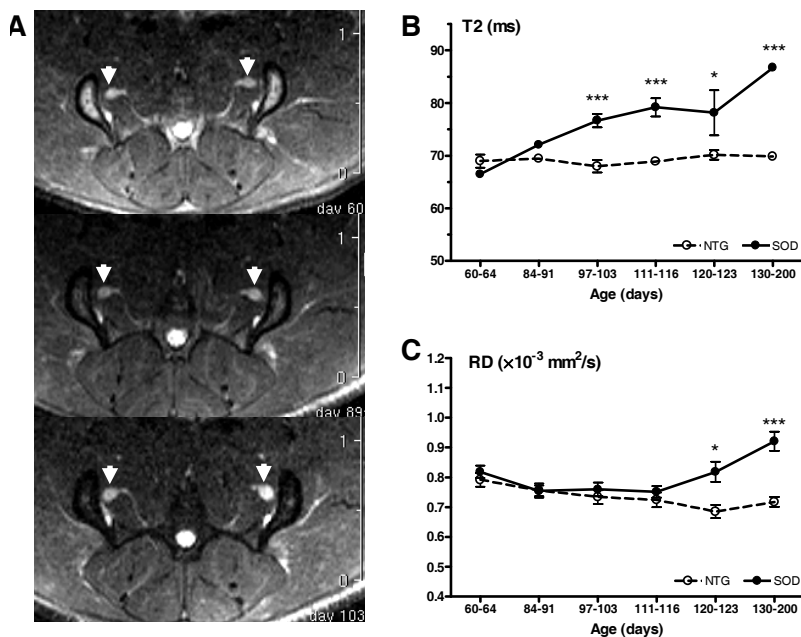 A
1
0
day 60
1
0
day 89
1
0
day 103
B
T2 (ms)
90
80
70
60
50
***
***
*
***
NTG SOD
60-64 84-91 97-103 111-116 120-123 130-200
Age (days)
C
RD (×10⁻³ mm²/s)
1.2
1.1
1.0
0.9
0.8
0.7
0.6
0.5
0.4
*
***
NTG SOD
60-64 84-91 97-103 111-116 120-123 130-200
Age (days)